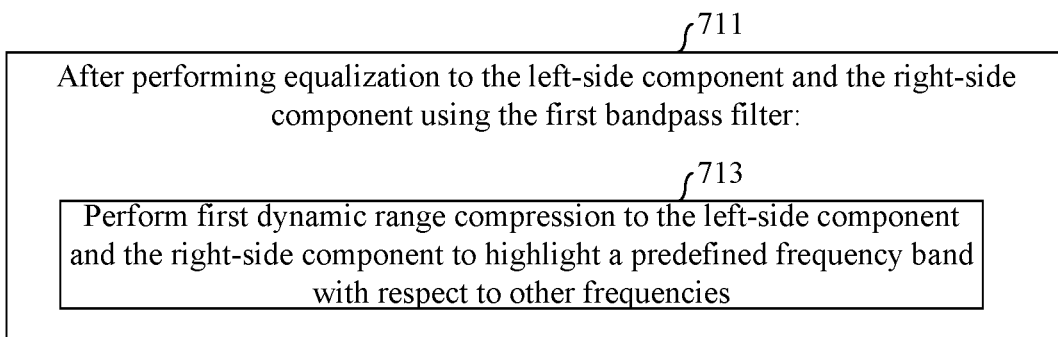 711
After performing equalization to the left-side component and the right-side
component using the first bandpass filter:
713
Perform first dynamic range compression to the left-side component
and the right-side component to highlight a predefined frequency band
with respect to other frequencies